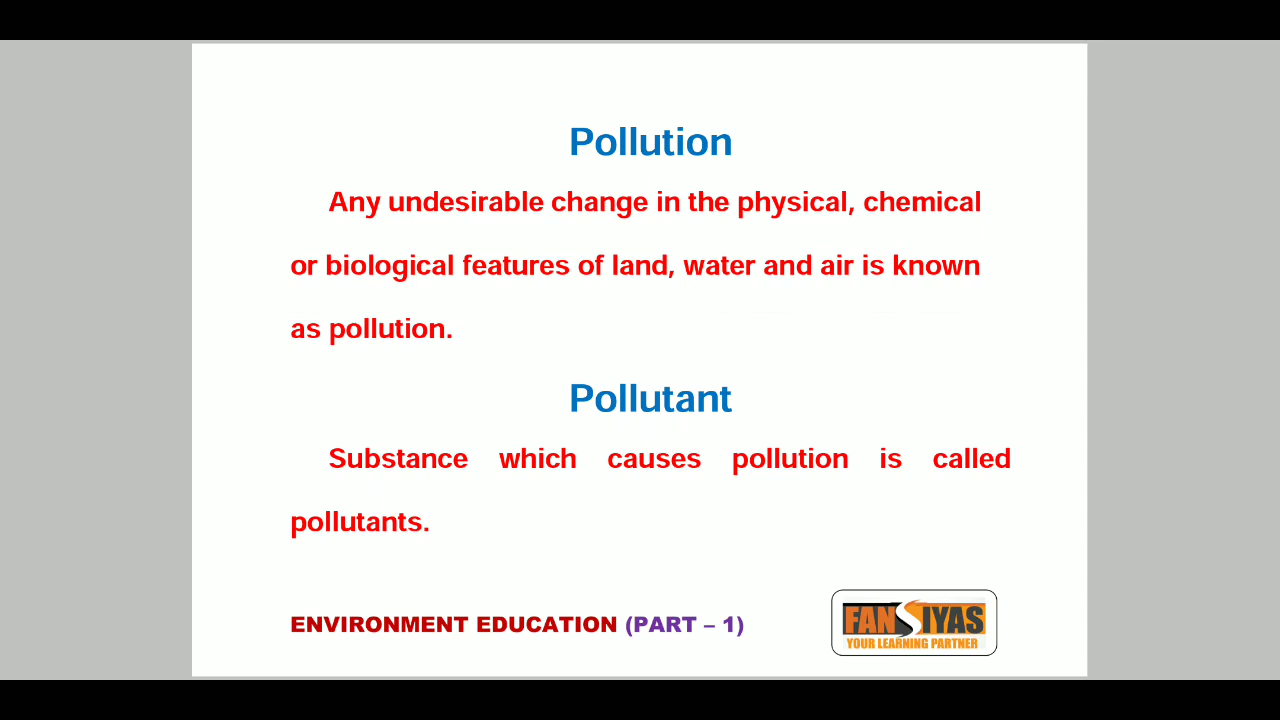 Pollution
Any undesirable change in the physical, chemical
or biological features of land, water and air is known
as pollution.
Pollutant
Substance which causes pollution is called
pollutants.
ENVIRONMENT EDUCATION (PART – 1)
FANSIYAS
YOUR LEARNING PARTNER